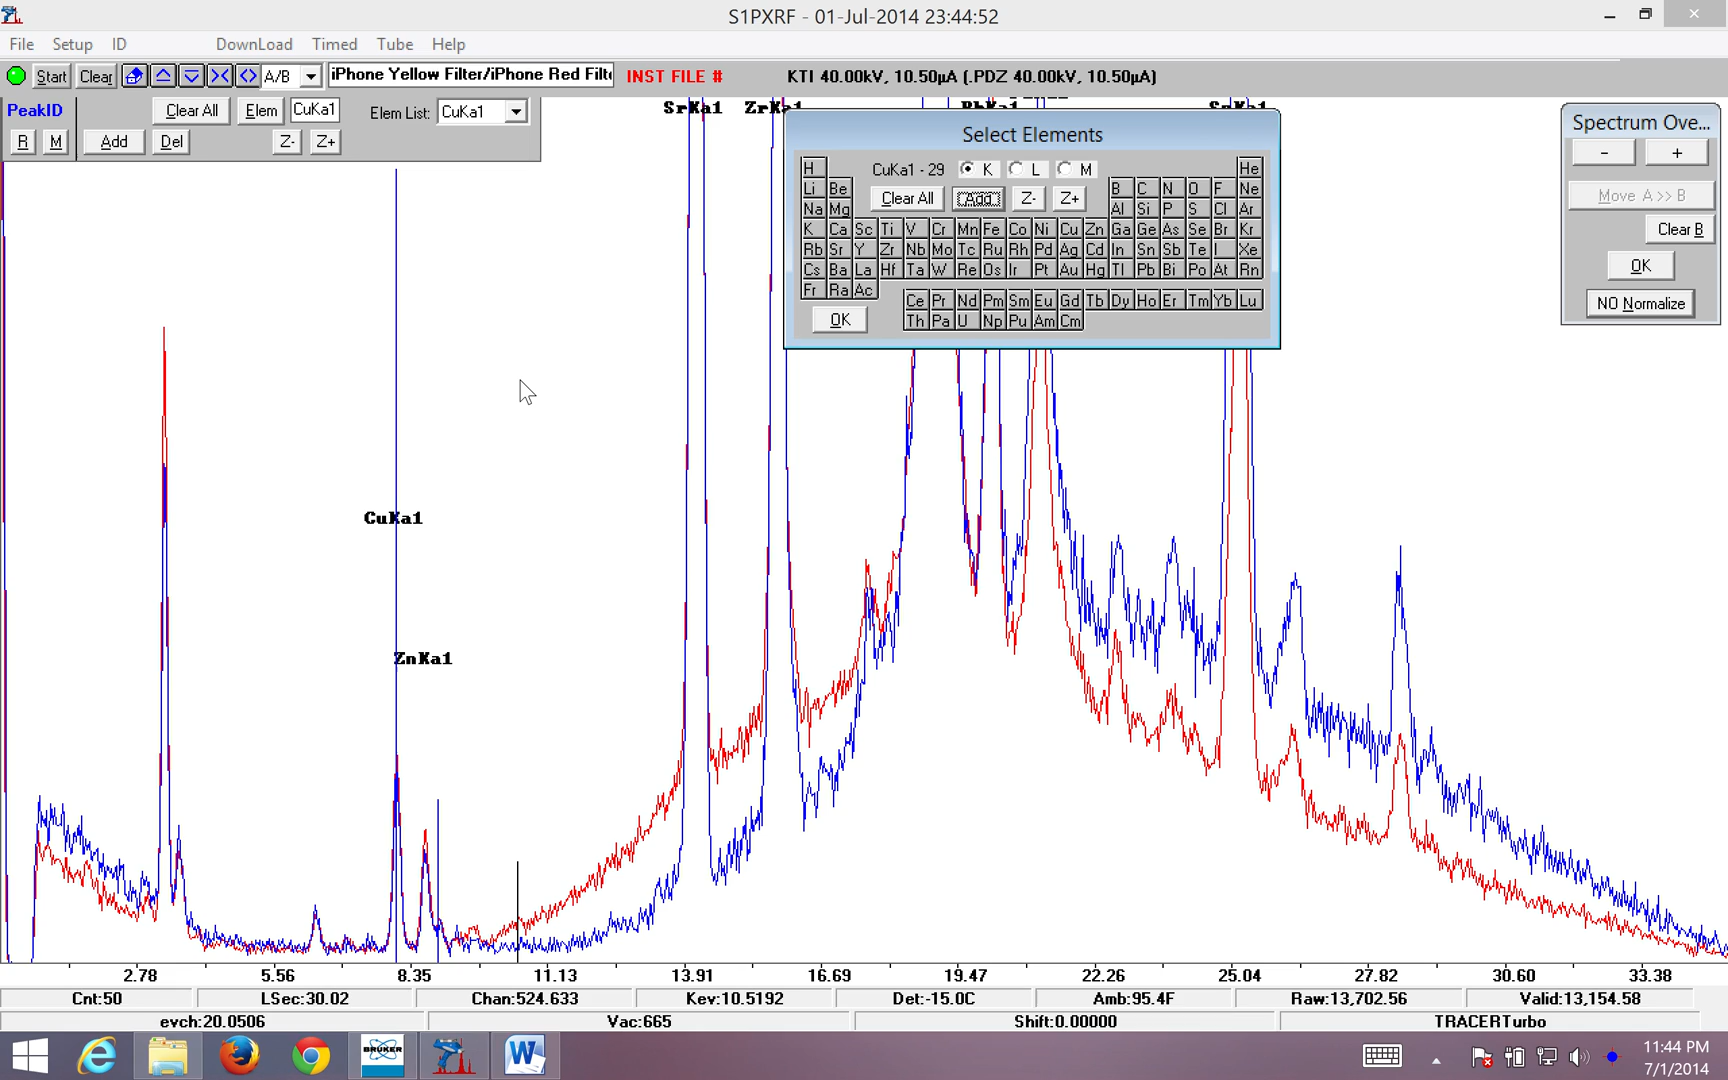 S1PXRF - 01-Jul-2014 23:44:52
File Setup ID DownLoad Timed Tube Help
Start Clear A/B iPhone Yellow Filter/iPhone Red Filt INST FILE # KTI 40.00kV, 10.50µA (.PDZ 40.00kV, 10.50µA)
PeakID Clear All Elem CuKa1 Elem List: CuKa1
R M Add Del Z- Z+
SrKa1 ZrKa1 RhKa1
Select Elements
CuKa1 - 29 K L M
Clear All Add Z- Z+
H He
Li Be B C N O F Ne
Na Mg Al Si P S Cl Ar
K Ca Sc Ti V Cr Mn Fe Co Ni Cu Zn Ga Ge As Se Br Kr
Rb Sr Y Zr Nb Mo Tc Ru Rh Pd Ag Cd In Sn Sb Te I Xe
Cs Ba La Hf Ta W Re Os Ir Pt Au Hg Tl Pb Bi Po At Rn
Fr Ra Ac
Ce Pr Nd Pm Sm Eu Gd Tb Dy Ho Er Tm Yb Lu
Th Pa U Np Pu Am Cm
OK
Spectrum Ove...
- +
Move A >> B
Clear B
OK
NO Normalize
CuKa1
ZnKa1
2.78 5.56 8.35 11.13 13.91 16.69 19.47 22.26 25.04 27.82 30.60 33.38
Cnt:50 LSec:30.02 Chan:524.633 Kev:10.5192 Det:-15.0C Amb:95.4F Raw:13,702.56 Valid:13,154.58
evch:20.0506 Vac:665 Shift:0.00000 TRACERTurbo
BRUKER
11:44 PM
7/1/2014